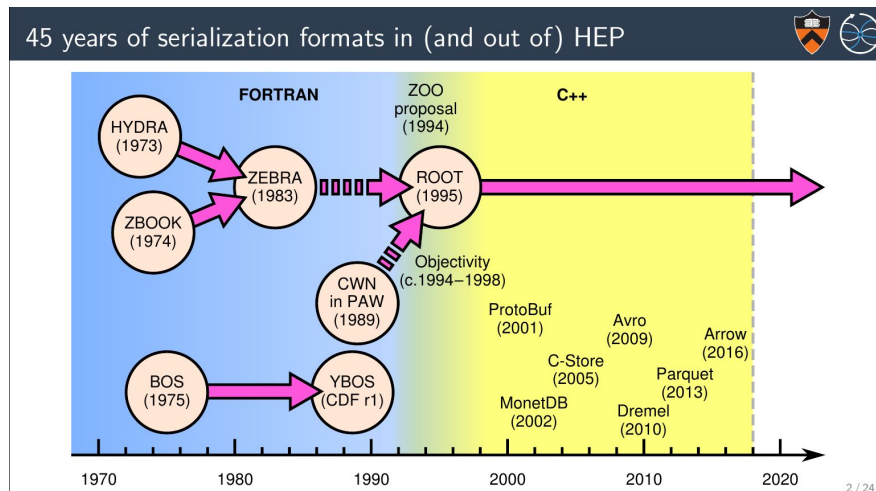 45 years of serialization formats in (and out of) HEP
FORTRAN
C++
ZOO
proposal
(1994)
HYDRA
(1973)
ZEBRA
(1983)
ROOT
(1995)
ZBOOK
(1974)
CWN
in PAW
(1989)
Objectivity
(c.1994–1998)
ProtoBuf
(2001)
Avro
(2009)
Arrow
(2016)
C-Store
(2005)
Parquet
(2013)
MonetDB
(2002)
Dremel
(2010)
BOS
(1975)
YBOS
(CDF r1)
1970
1980
1990
2000
2010
2020
2 / 24